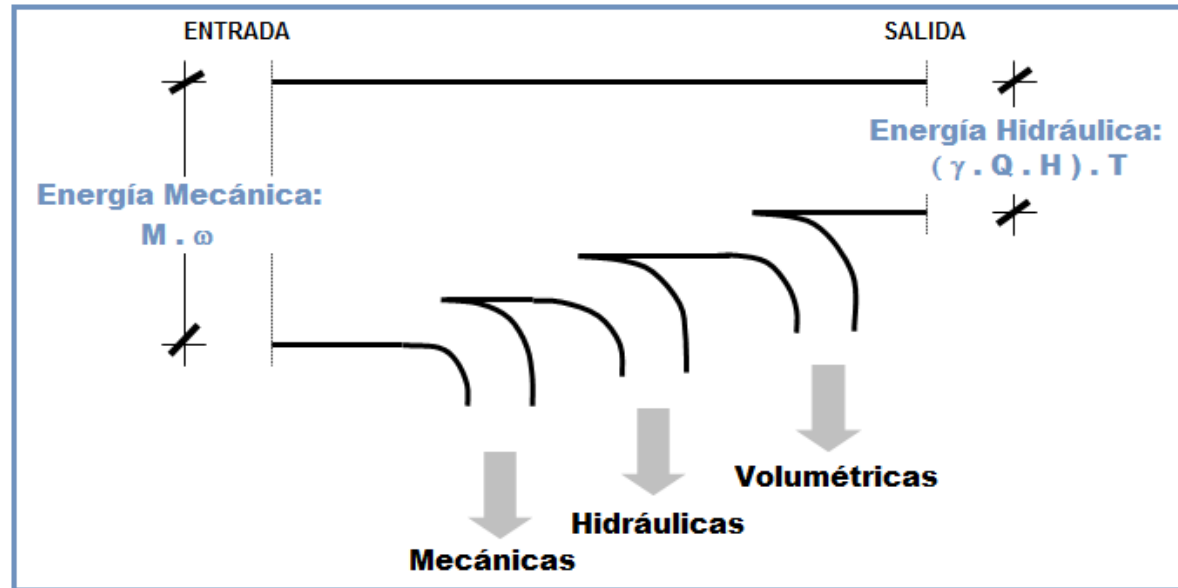 ENTRADA
SALIDA
Energía Hidráulica:
( γ . Q . H ) . T
Energía Mecánica:
M . ω
Volumétricas
Hidráulicas
Mecánicas